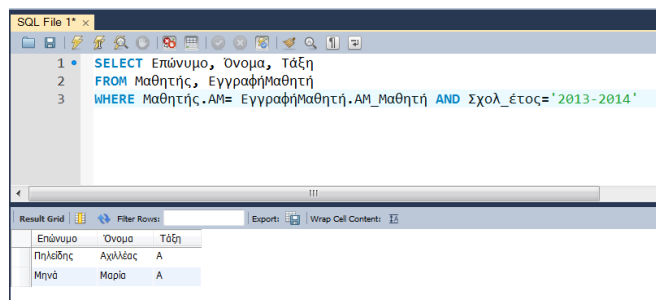 SQL File 1* ×
1 SELECT Επώνυμο, Όνομα, Τάξη
2 FROM Μαθητής, ΕγγραφήΜαθητή
3 WHERE Μαθητής.ΑΜ= ΕγγραφήΜαθητή.ΑΜ_Μαθητή AND Σχολ_έτος='2013-2014'
Result Grid Filter Rows: Export: Wrap Cell Content:
Επώνυμο Όνομα Τάξη
Πηλείδης Αχιλλέας Α
Μηνά Μαρία Α